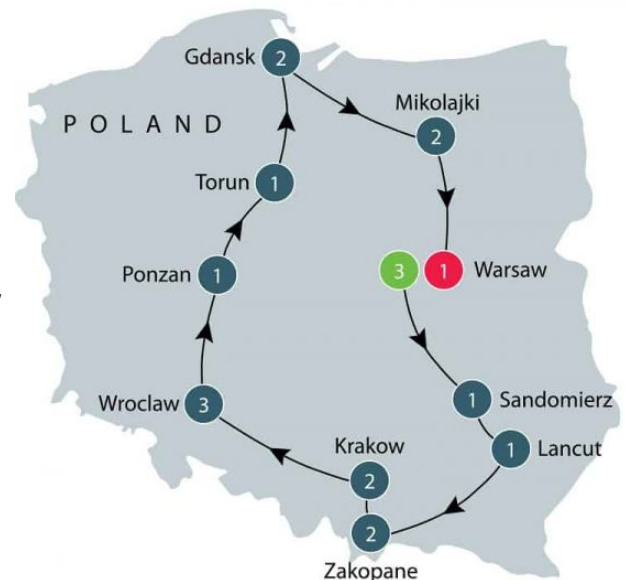 Gdansk 2
Mikolajki
2
POLAND
Torun 1
Ponzan 1
3 1 Warsaw
Wroclaw 3
1 Sandomierz
Krakow
2
1 Lancut
2
Zakopane